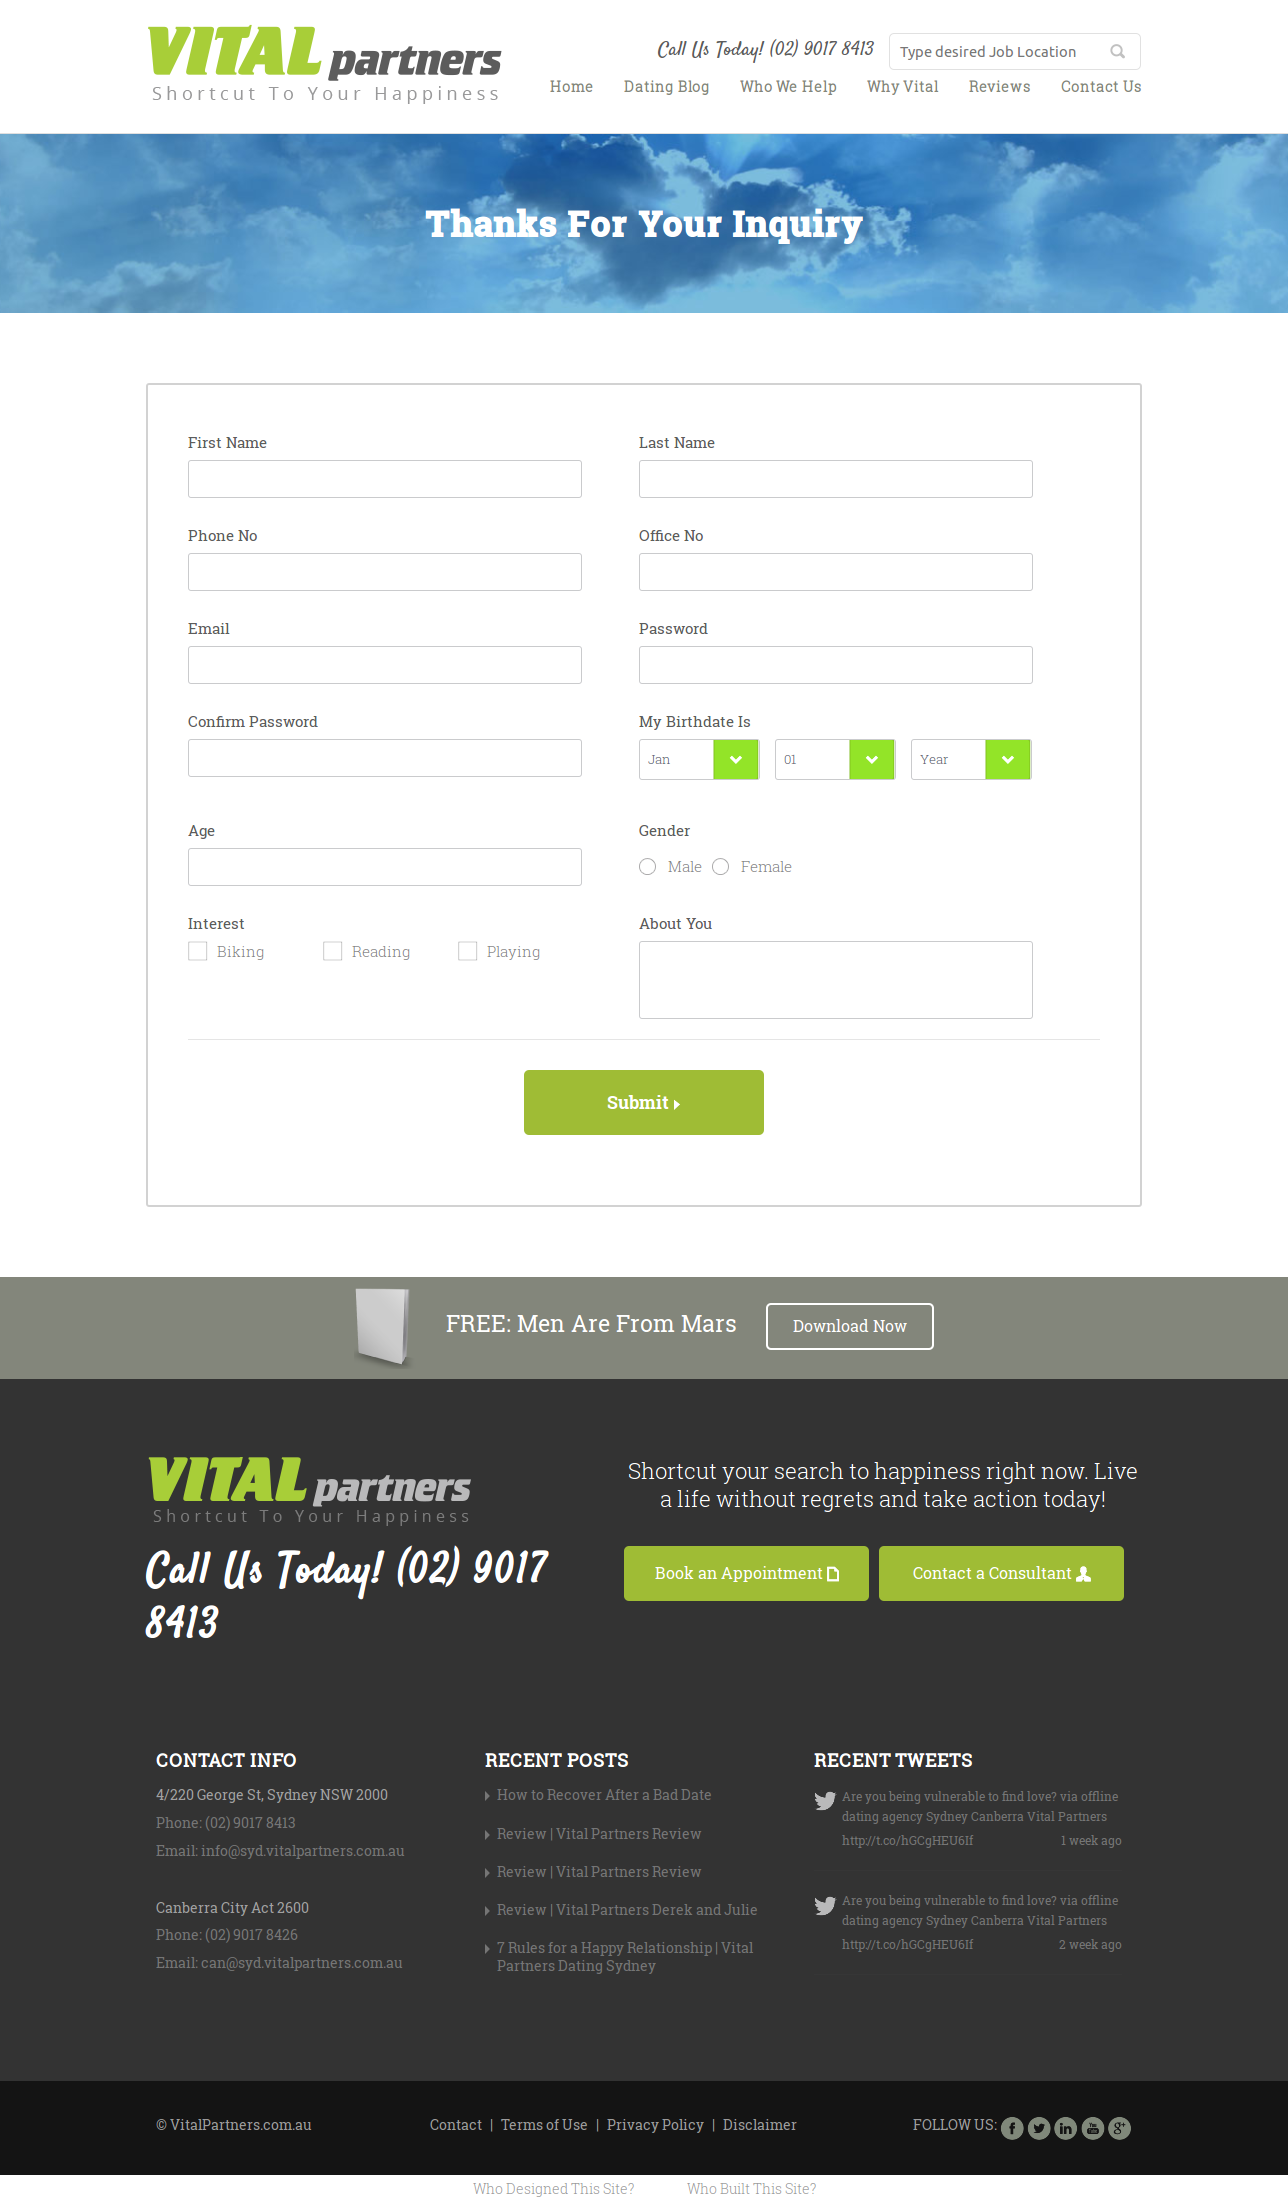 VITAL partners
Shortcut To Your Happiness
Call Us Today! (02) 9017 8413
Type desired Job Location
Home Dating Blog Who We Help Why Vital Reviews Contact Us
Thanks For Your Inquiry
First Name Last Name
Phone No Office No
Email Password
Confirm Password My Birthdate Is
Jan 01 Year
Age Gender
Male Female
Interest About You
Biking Reading Playing
Submit
FREE: Men Are From Mars Download Now
VITAL partners
Shortcut To Your Happiness
Call Us Today! (02) 9017
8413
Shortcut your search to happiness right now. Live
a life without regrets and take action today!
Book an Appointment Contact a Consultant
CONTACT INFO
4/220 George St, Sydney NSW 2000
Phone: (02) 9017 8413
Email: info@syd.vitalpartners.com.au
Canberra City Act 2600
Phone: (02) 9017 8426
Email: can@syd.vitalpartners.com.au
RECENT POSTS
How to Recover After a Bad Date
Review | Vital Partners Review
Review | Vital Partners Review
Review | Vital Partners Derek and Julie
7 Rules for a Happy Relationship | Vital
Partners Dating Sydney
RECENT TWEETS
Are you being vulnerable to find love? via offline
dating agency Sydney Canberra Vital Partners
http://t.co/hGCgHEU6If 1 week ago
Are you being vulnerable to find love? via offline
dating agency Sydney Canberra Vital Partners
http://t.co/hGCgHEU6If 2 week ago
© VitalPartners.com.au
Contact | Terms of Use | Privacy Policy | Disclaimer
FOLLOW US:
Who Designed This Site? Who Built This Site?